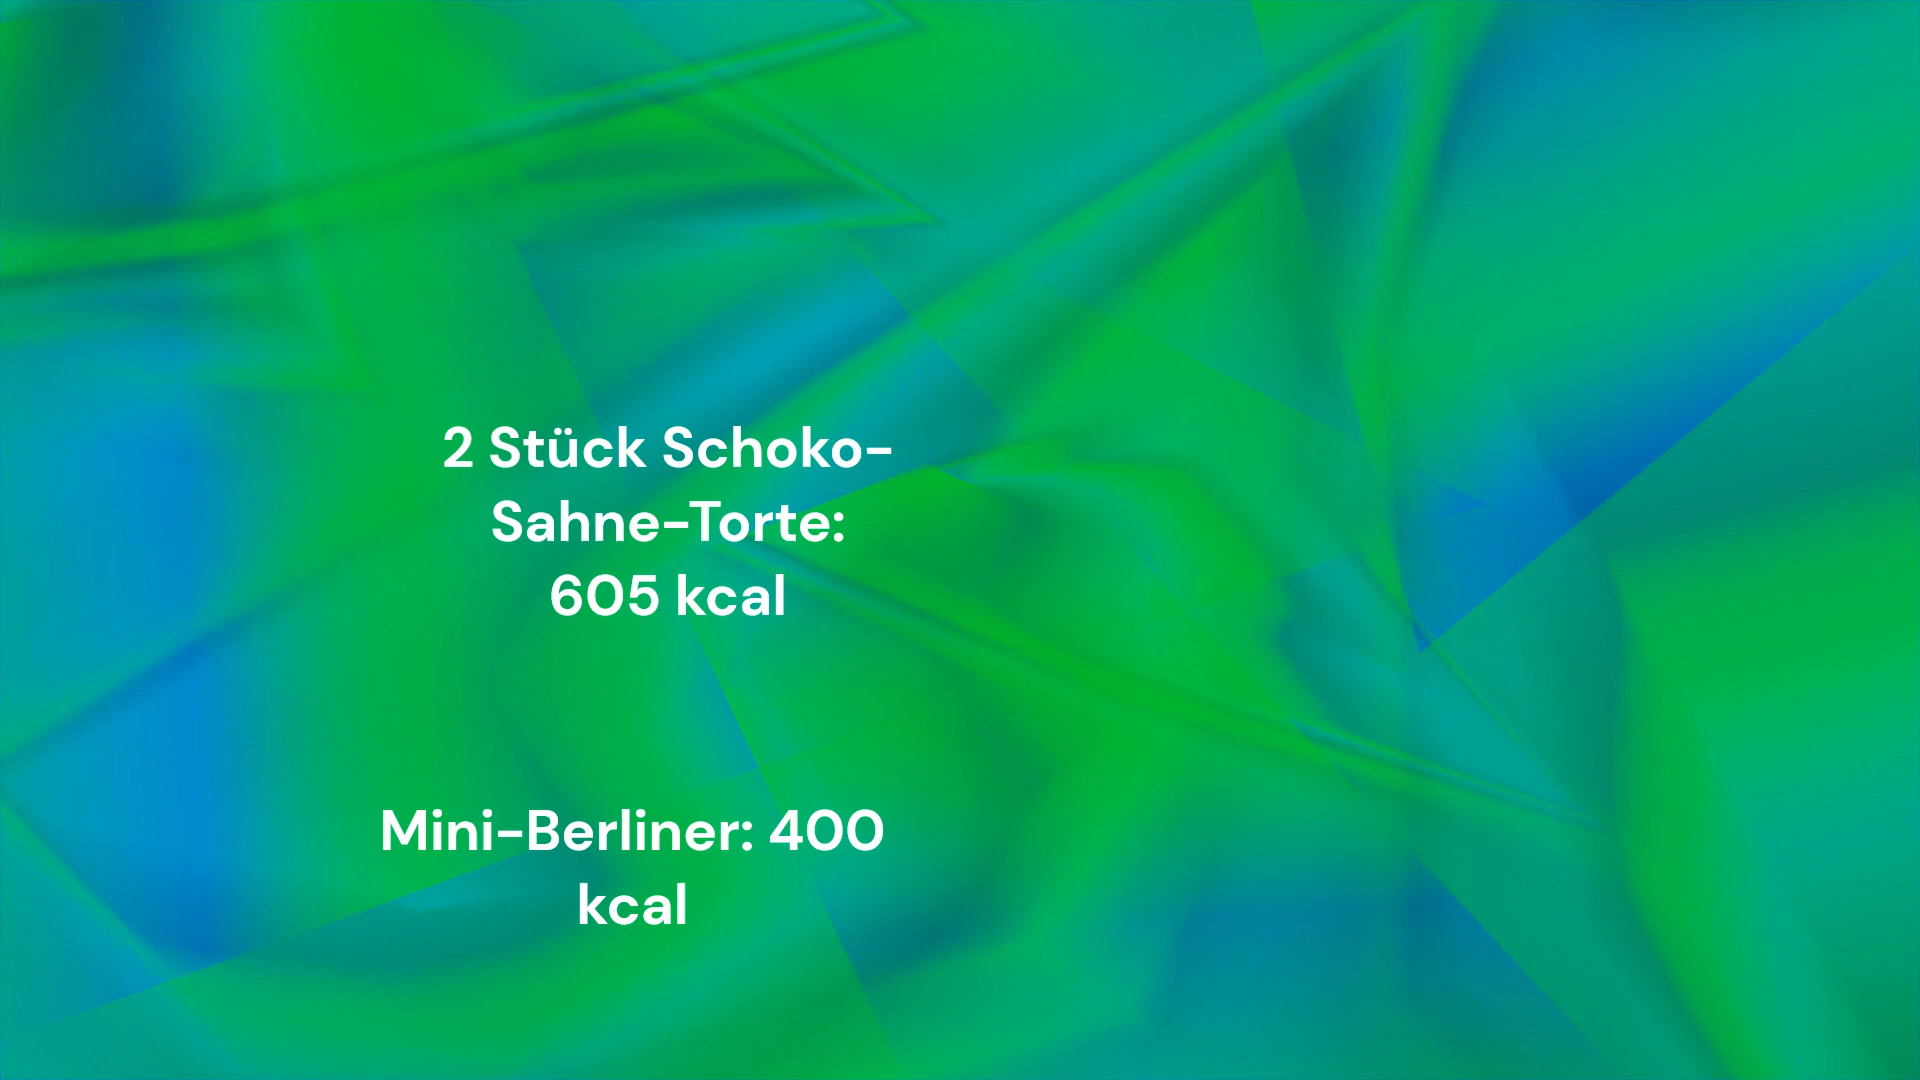 2 Stück Schoko-
Sahne-Torte:
605 kcal
Mini-Berliner: 400
kcal